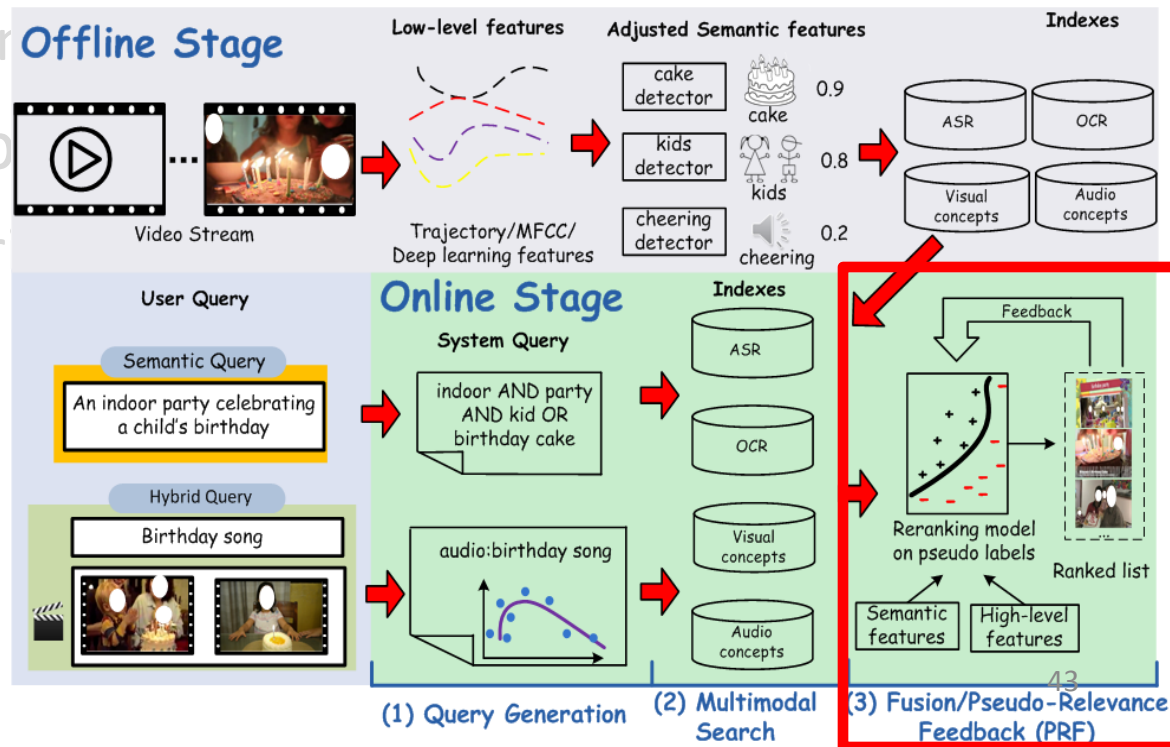 Offline Stage
Low-level features
Adjusted Semantic features
Indexes
cake
detector
cake
0.9
kids
detector
kids
0.8
cheering
detector
cheering
0.2
ASR
OCR
Visual
concepts
Audio
concepts
Video Stream
Trajectory/MFCC/
Deep learning features
User Query
Semantic Query
An indoor party celebrating
a child's birthday
Hybrid Query
Birthday song
Online Stage
System Query
indoor AND party
AND kid OR
birthday cake
audio:birthday song
Indexes
ASR
OCR
Visual
concepts
Audio
concepts
Feedback
Reranking model
on pseudo labels
Ranked list
...
Semantic
features
High-level
features
43
(1) Query Generation
(2) Multimodal
Search
(3) Fusion/Pseudo-Relevance
Feedback (PRF)